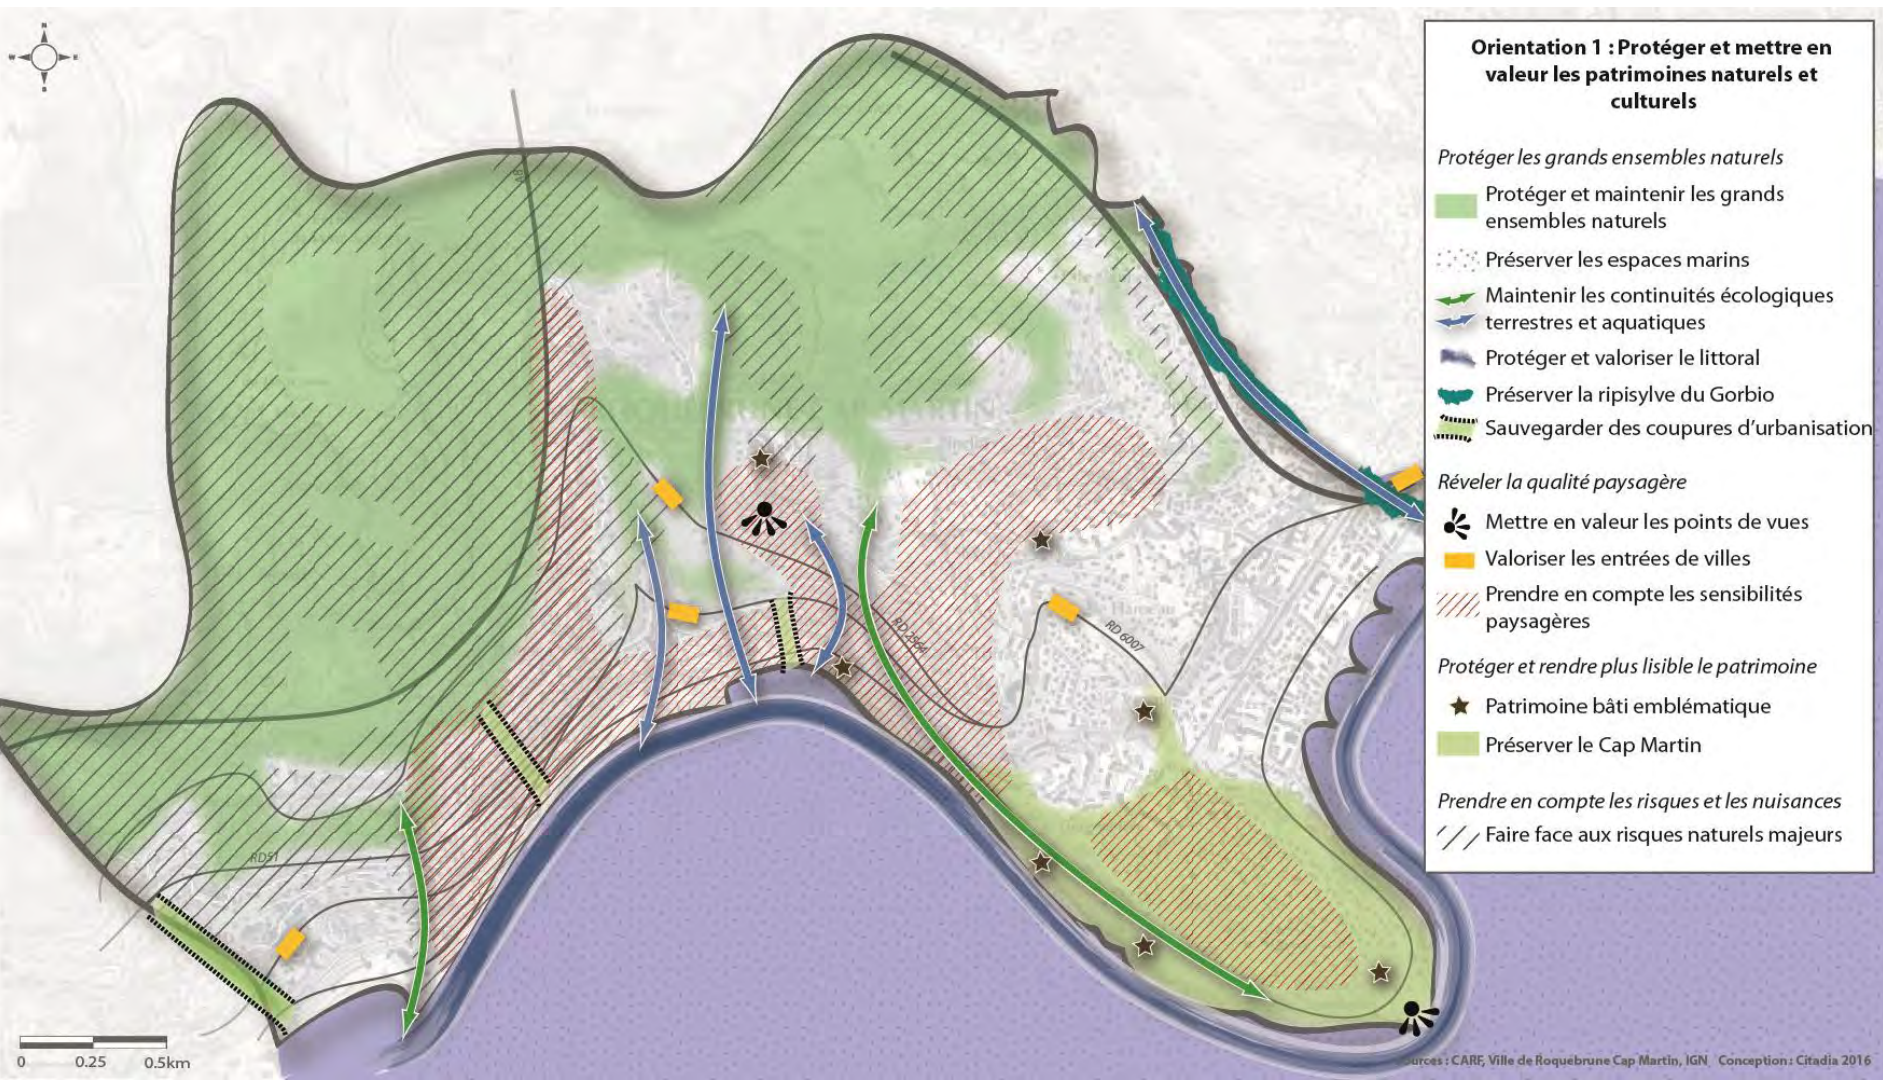 N
W
E
S
A8
RD 2564
RD 6007
Hameau
RD51
0 0.25 0.5km
Orientation 1 : Protéger et mettre en
valeur les patrimoines naturels et
culturels
Protéger les grands ensembles naturels
Protéger et maintenir les grands
ensembles naturels
Préserver les espaces marins
Maintenir les continuités écologiques
terrestres et aquatiques
Protéger et valoriser le littoral
Préserver la ripisylve du Gorbio
Sauvegarder des coupures d'urbanisation
Réveler la qualité paysagère
Mettre en valeur les points de vues
Valoriser les entrées de villes
Prendre en compte les sensibilités
paysagères
Protéger et rendre plus lisible le patrimoine
Patrimoine bâti emblématique
Préserver le Cap Martin
Prendre en compte les risques et les nuisances
Faire face aux risques naturels majeurs
ources : CARF, Ville de Roquebrune Cap Martin, IGN Conception : Citadia 2016